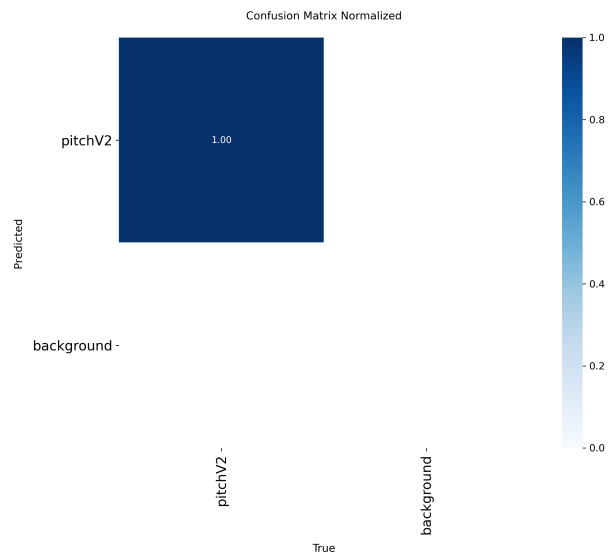 Confusion Matrix Normalized
1.0
pitchV2
1.00
0.8
0.6
Predicted
0.4
background
0.2
0.0
pitchV2
background
True